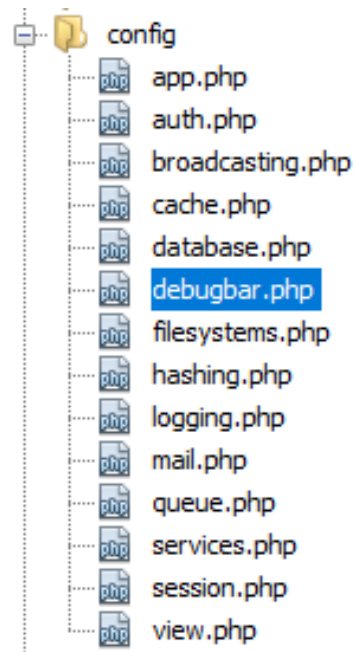 config
app.php
auth.php
broadcasting.php
cache.php
database.php
debugbar.php
filesystems.php
hashing.php
logging.php
mail.php
queue.php
services.php
session.php
view.php